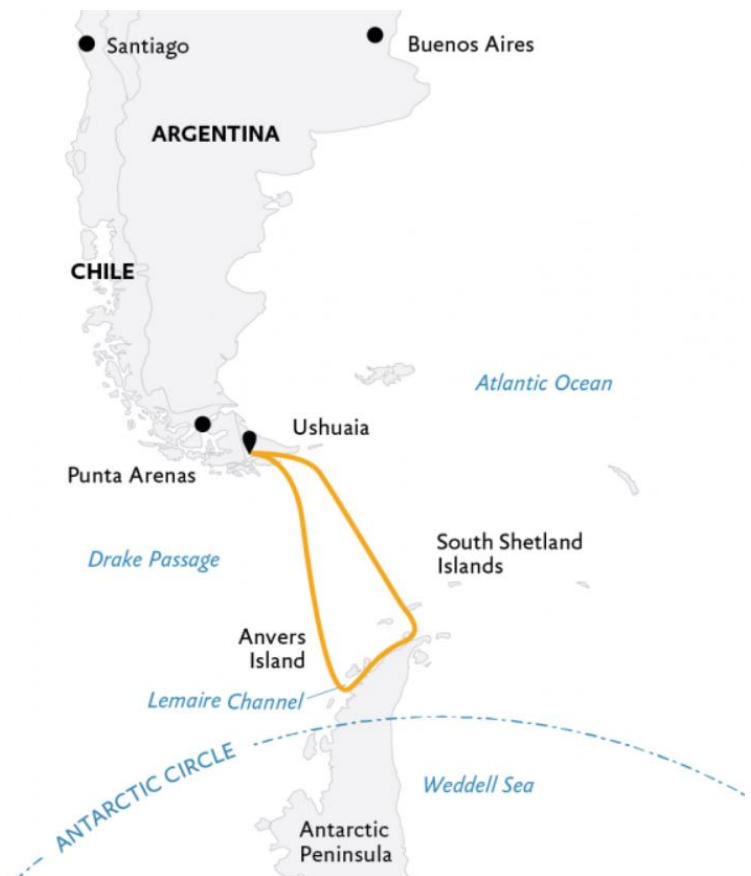 Santiago
Buenos Aires
ARGENTINA
CHILE
Atlantic Ocean
Ushuaia
Punta Arenas
Drake Passage
South Shetland
Islands
Anvers
Island
Lemaire Channel
ANTARCTIC CIRCLE
Weddell Sea
Antarctic
Peninsula